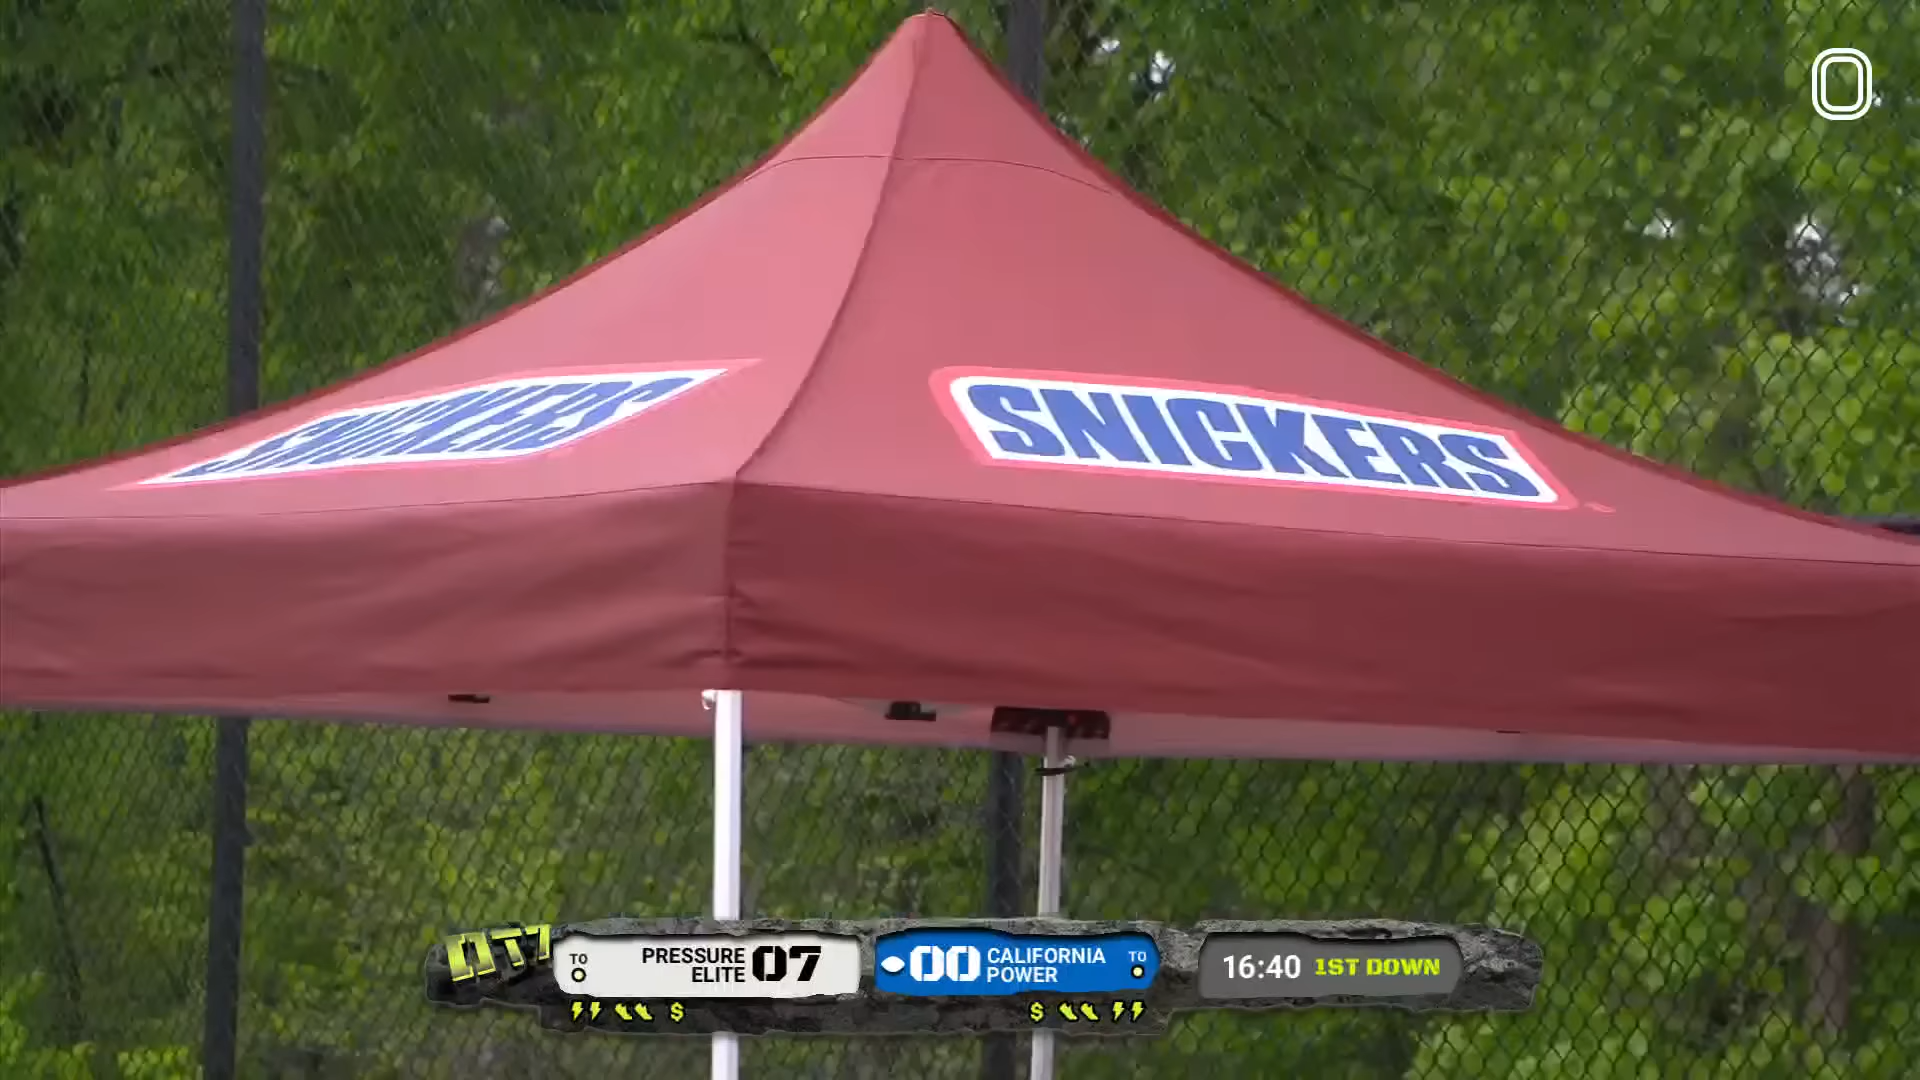 SNICKERS
SNICKERS
OT7
TO
PRESSURE
ELITE
07
00
CALIFORNIA
POWER
TO
16:40
1ST DOWN
$
$